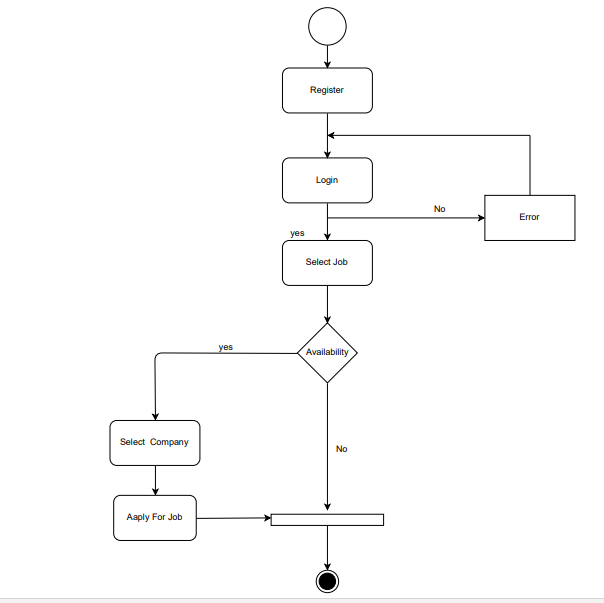 Register
Login
No
Error
yes
Select Job
Availability
yes
Select Company
No
Aaply For Job